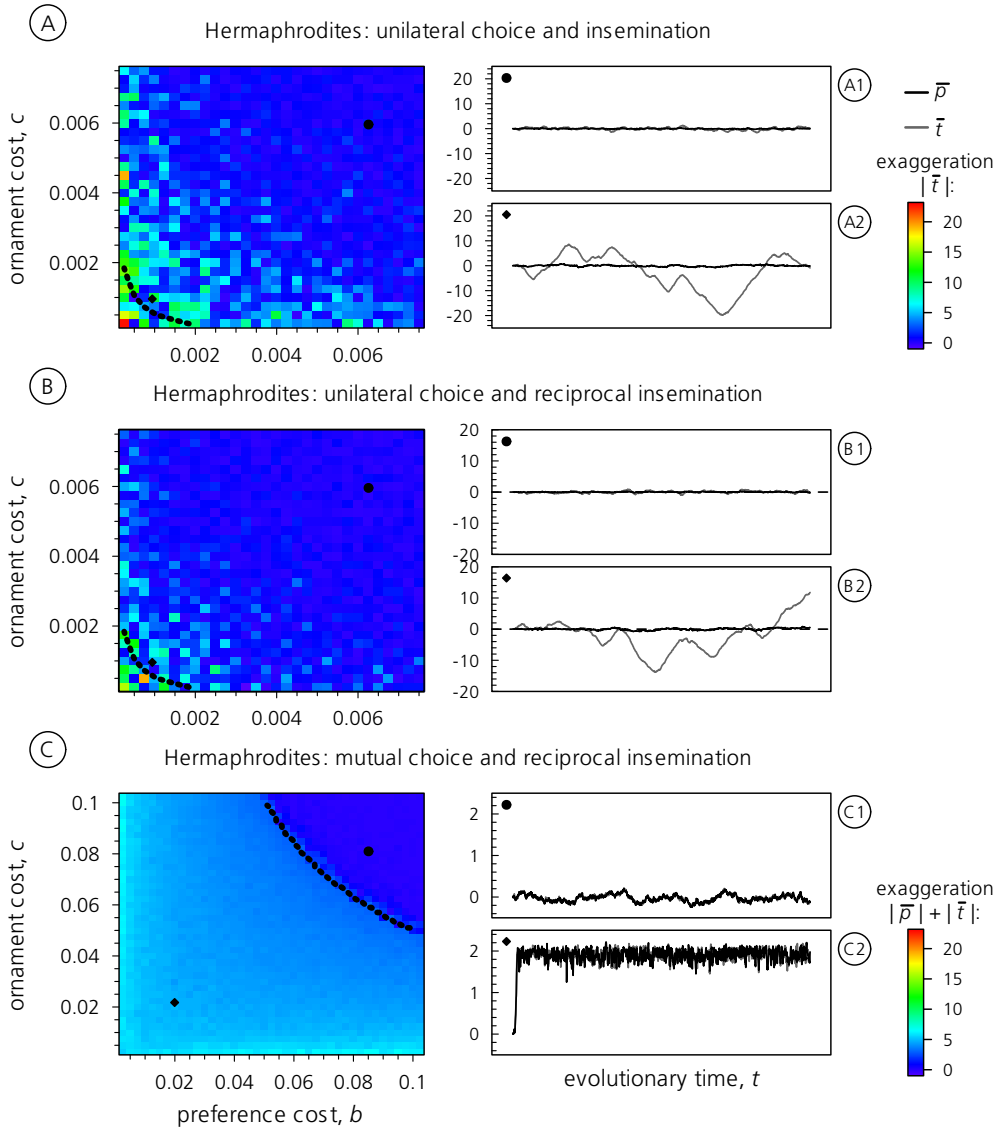 A
Hermaphrodites: unilateral choice and insemination
ornament cost, c
0.006
0.004
0.002
0.002 0.004 0.006
20
10
0
-10
-20
A1
20
10
0
-10
-20
A2
p̅
t̅
exaggeration
| t̅ |:
20
15
10
5
0
B
Hermaphrodites: unilateral choice and reciprocal insemination
ornament cost, c
0.006
0.004
0.002
0.002 0.004 0.006
20
10
0
-10
-20
B1
20
10
0
-10
-20
B2
C
Hermaphrodites: mutual choice and reciprocal insemination
ornament cost, c
0.1
0.08
0.06
0.04
0.02
0.02 0.04 0.06 0.08 0.1
preference cost, b
2
1
0
C1
2
1
0
C2
evolutionary time, t
exaggeration
| p̅ | + | t̅ |:
20
15
10
5
0